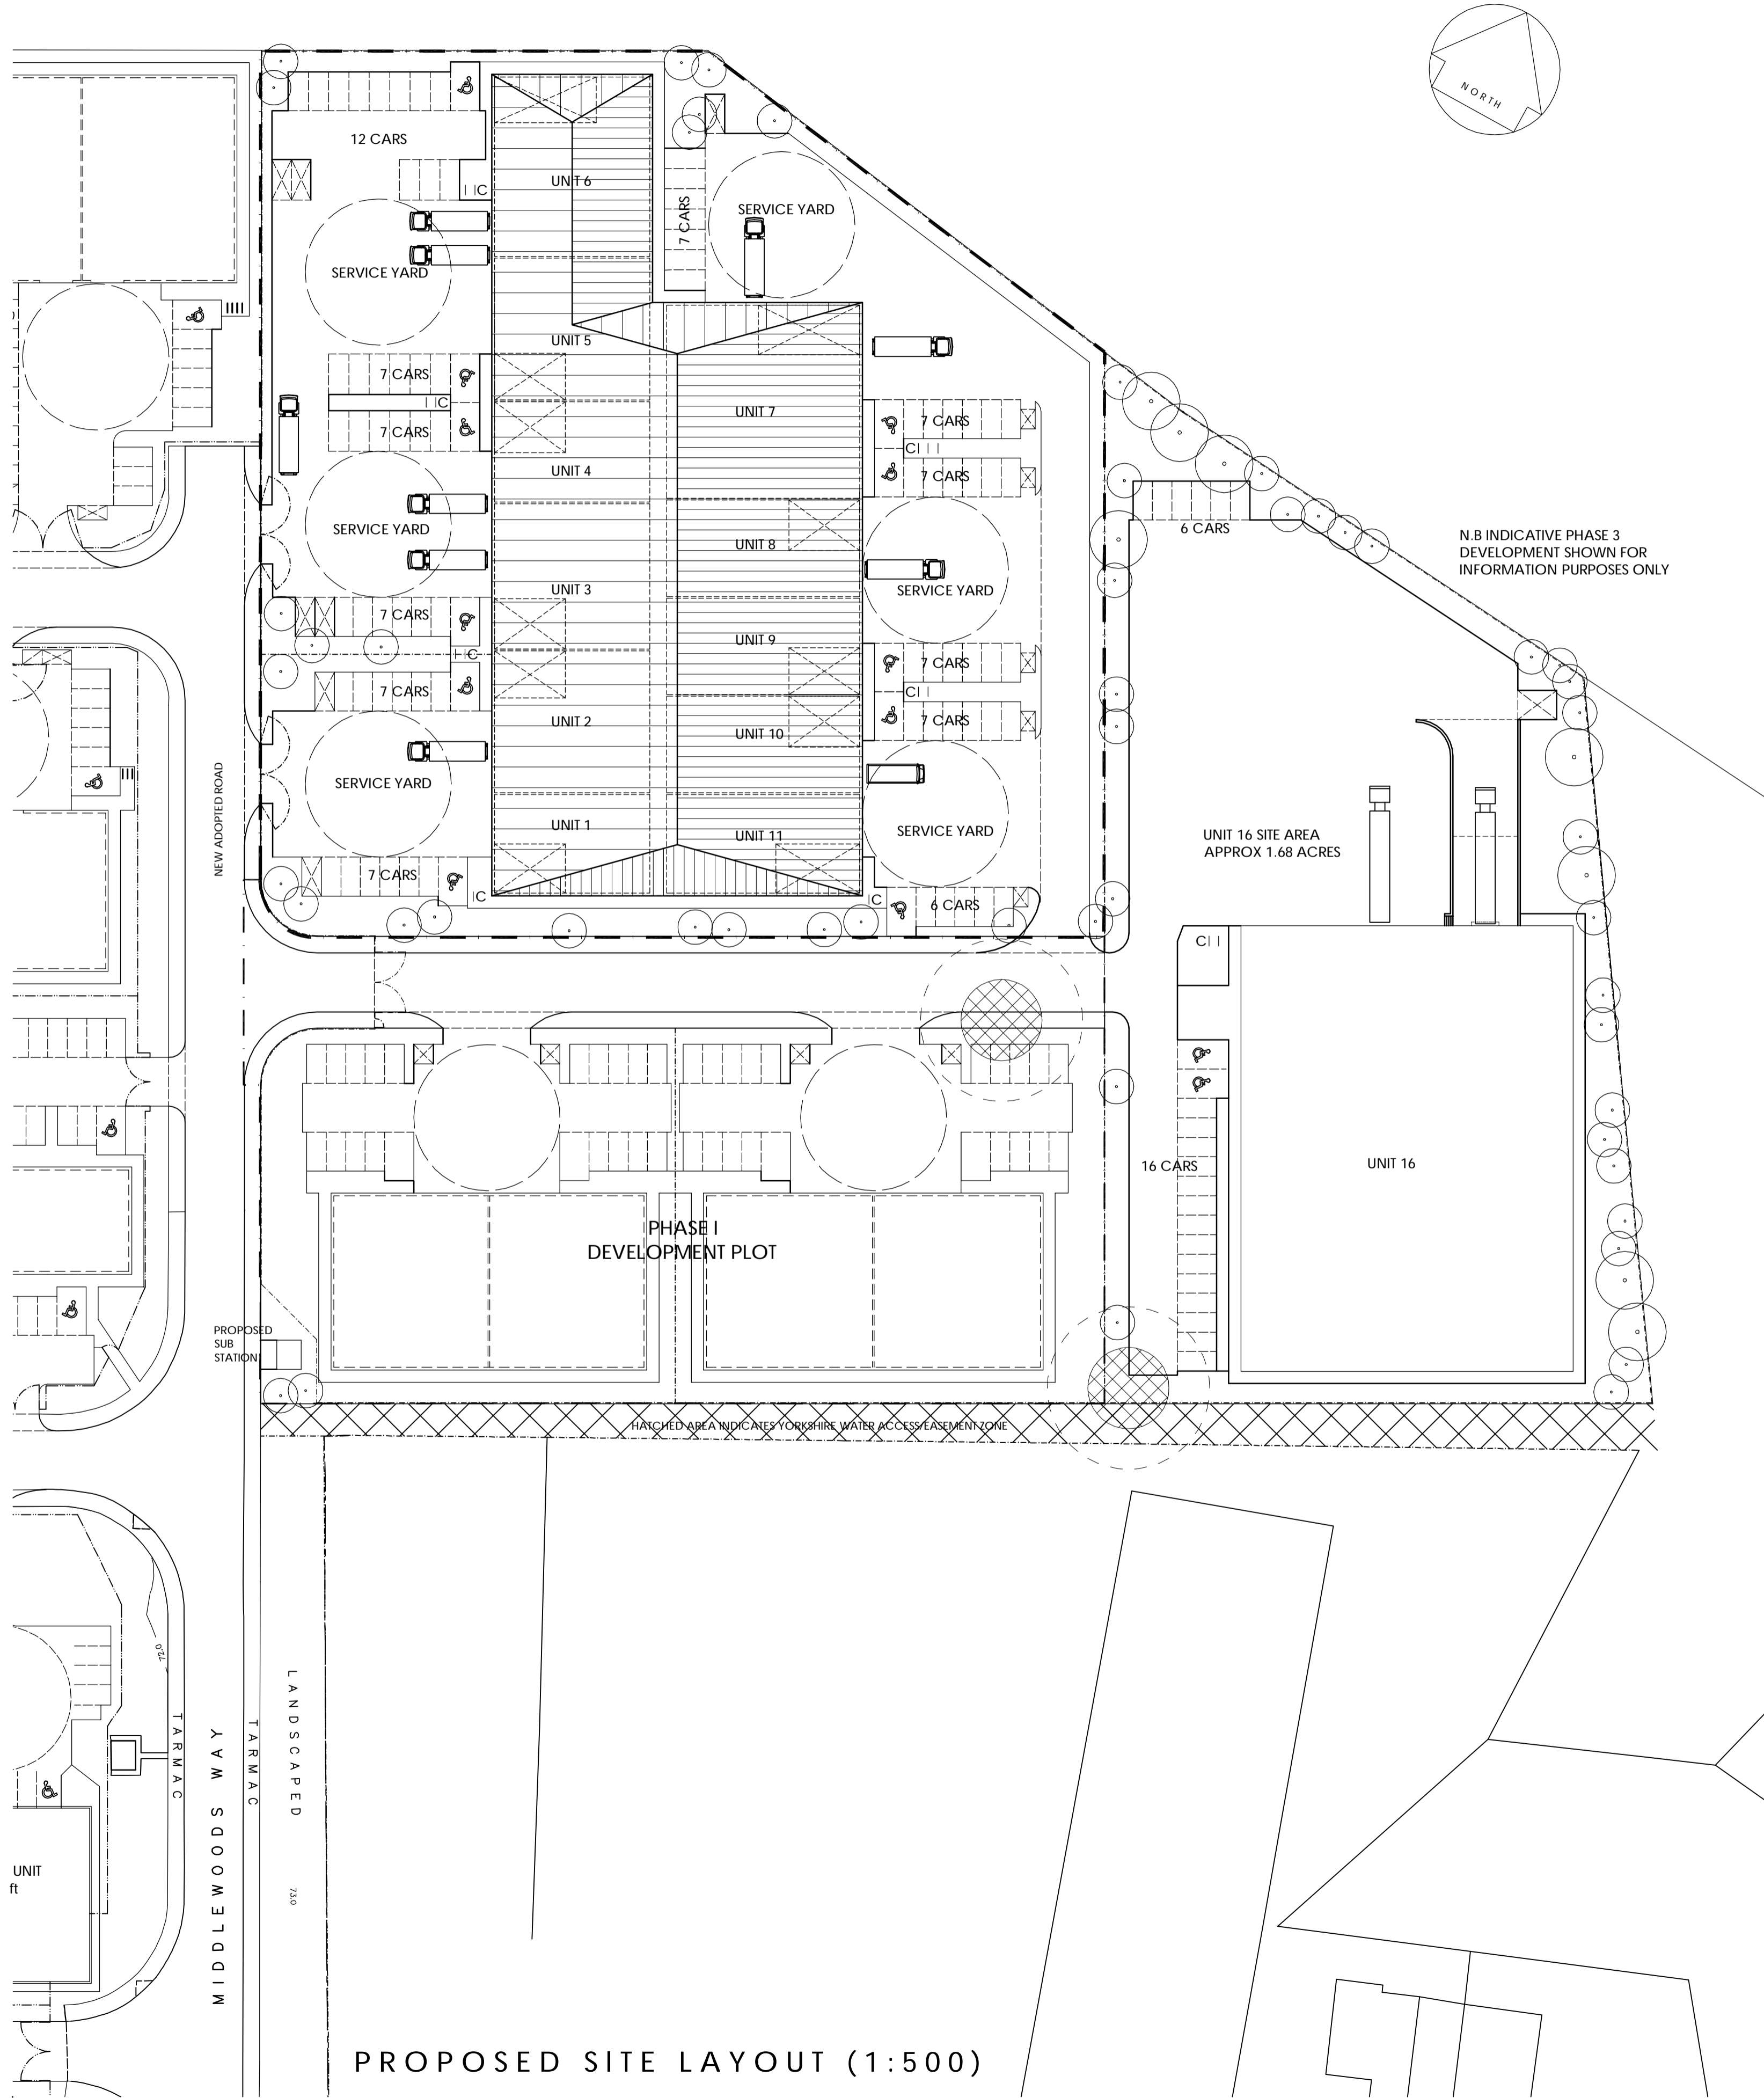 NORTH
12 CARS
C
UNIT 6
7 CARS
SERVICE YARD
SERVICE YARD
UNIT 5
7 CARS
C
7 CARS
UNIT 7
7 CARS
C
7 CARS
UNIT 4
SERVICE YARD
UNIT 8
SERVICE YARD
6 CARS
N.B INDICATIVE PHASE 3
DEVELOPMENT SHOWN FOR
INFORMATION PURPOSES ONLY
UNIT 3
7 CARS
C
7 CARS
UNIT 9
7 CARS
C
7 CARS
UNIT 2
UNIT 10
SERVICE YARD
NEW ADOPTED ROAD
UNIT 1
UNIT 11
SERVICE YARD
UNIT 16 SITE AREA
APPROX 1.68 ACRES
7 CARS
C
C
6 CARS
C
16 CARS
UNIT 16
PHASE I
DEVELOPMENT PLOT
PROPOSED
SUB
STATION
HATCHED AREA INDICATES YORKSHIRE WATER ACCESS/EASEMENT ZONE
72.0
TARMAC
MIDDLEWOODS WAY
TARMAC
LANDSCAPED
73.0
UNIT
ft
PROPOSED SITE LAYOUT (1:500)